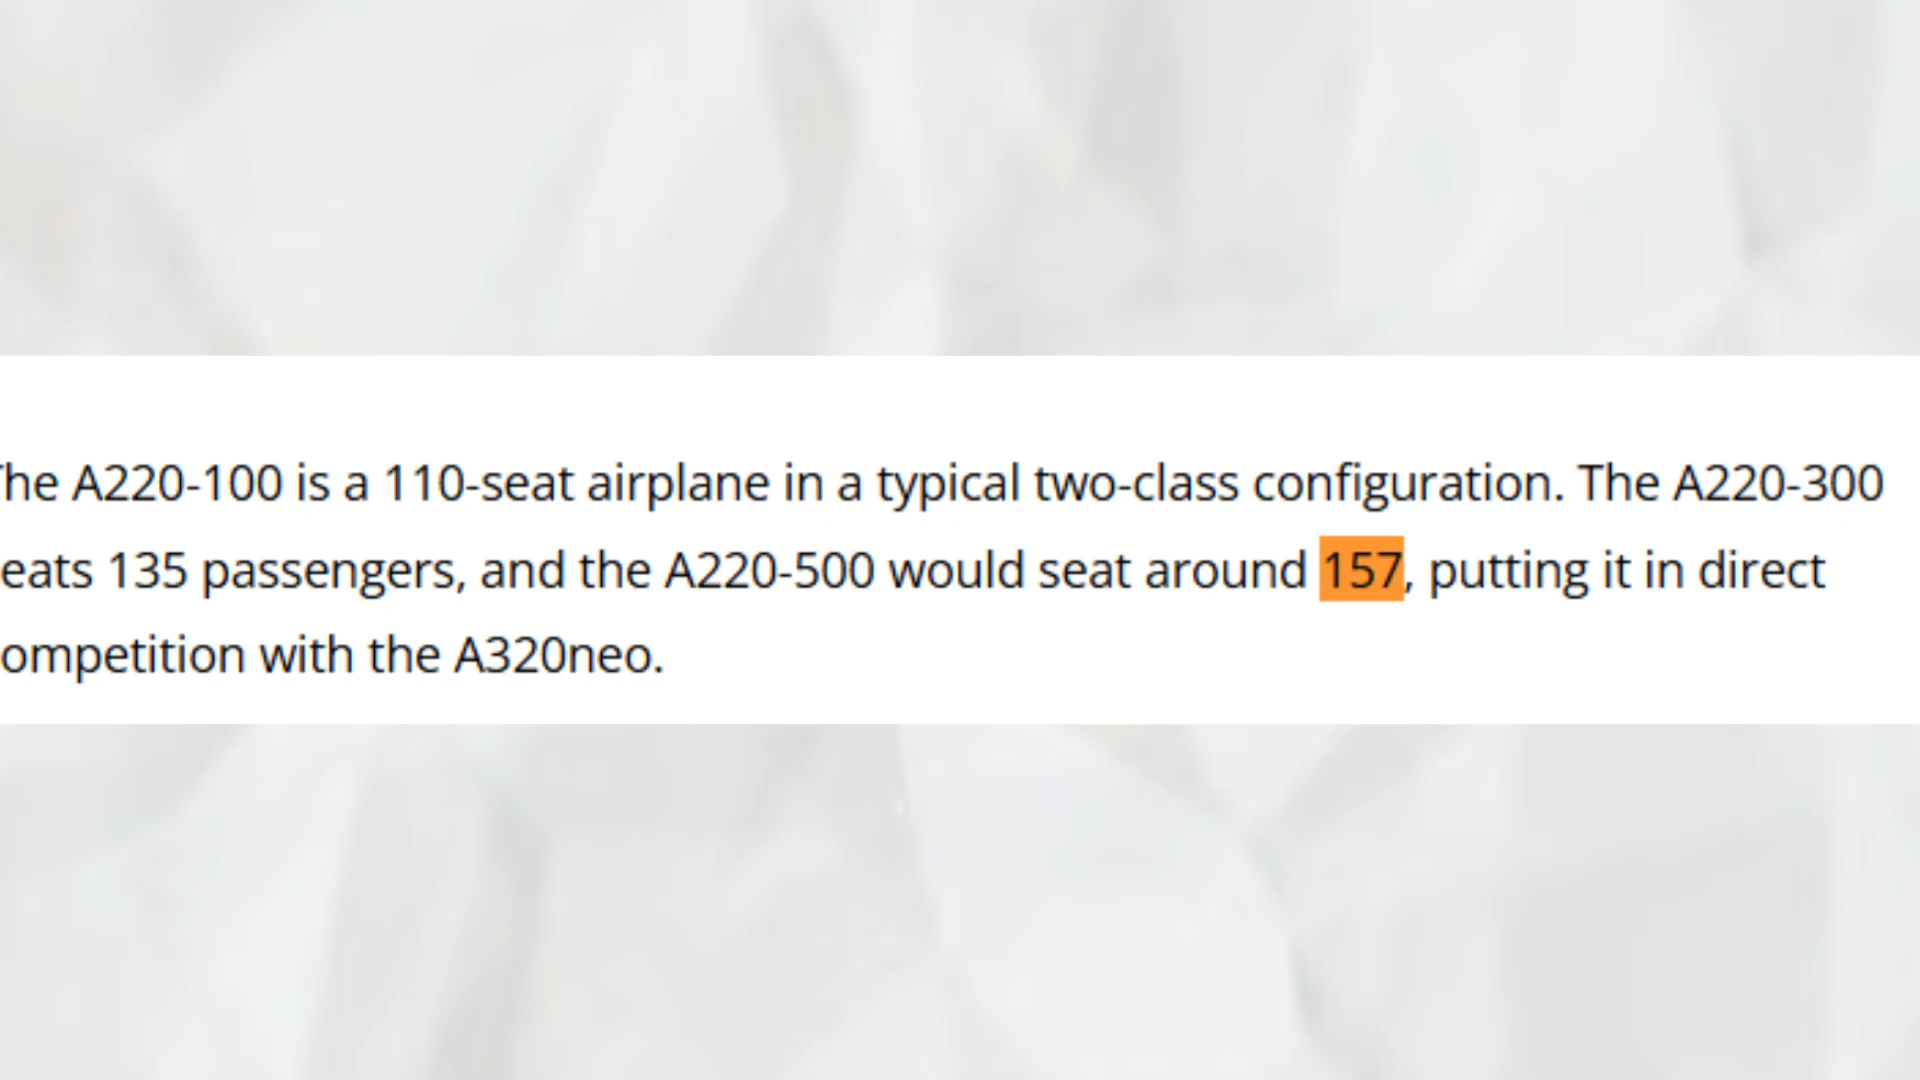 The A220-100 is a 110-seat airplane in a typical two-class configuration. The A220-300
eats 135 passengers, and the A220-500 would seat around 157, putting it in direct
ompetition with the A320neo.